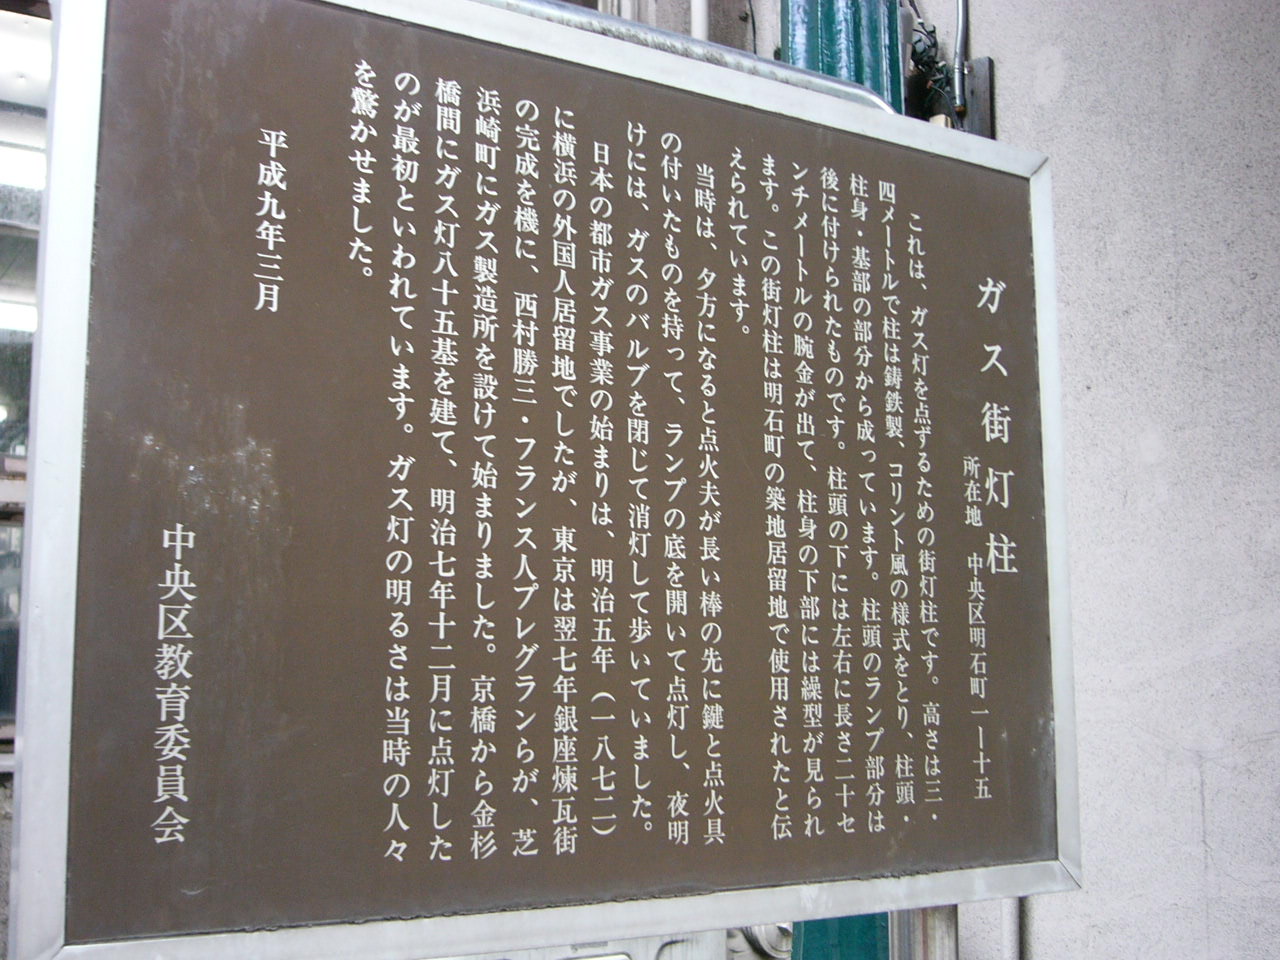 ガス街灯柱
所在地 中央区明石町一―十五
これは、ガス灯を点ずるための街灯柱です。高さは三・
四メートルで柱は鋳鉄製、コリント風の様式をとり、柱頭・
柱身・基部の部分から成っています。柱頭のランプ部分は
後に付けられたものです。柱頭の下には左右に長さ二十セ
ンチメートルの腕金が出て、柱身の下部には繰型が見られ
ます。この街灯柱は明石町の築地居留地で使用されたと伝
えられています。
当時は、夕方になると点火夫が長い棒の先に鍵と点火具
の付いたものを持って、ランプの底を開いて点灯し、夜明
けには、ガスのバルブを閉じて消灯して歩いていました。
日本の都市ガス事業の始まりは、明治五年(一八七二)
に横浜の外国人居留地でしたが、東京は翌七年銀座煉瓦街
の完成を機に、西村勝三・フランス人プレグランらが、芝
浜崎町にガス製造所を設けて始まりました。京橋から金杉
橋間にガス灯八十五基を建て、明治七年十二月に点灯した
のが最初といわれています。ガス灯の明るさは当時の人々
を驚かせました。
平成九年三月
中央区教育委員会